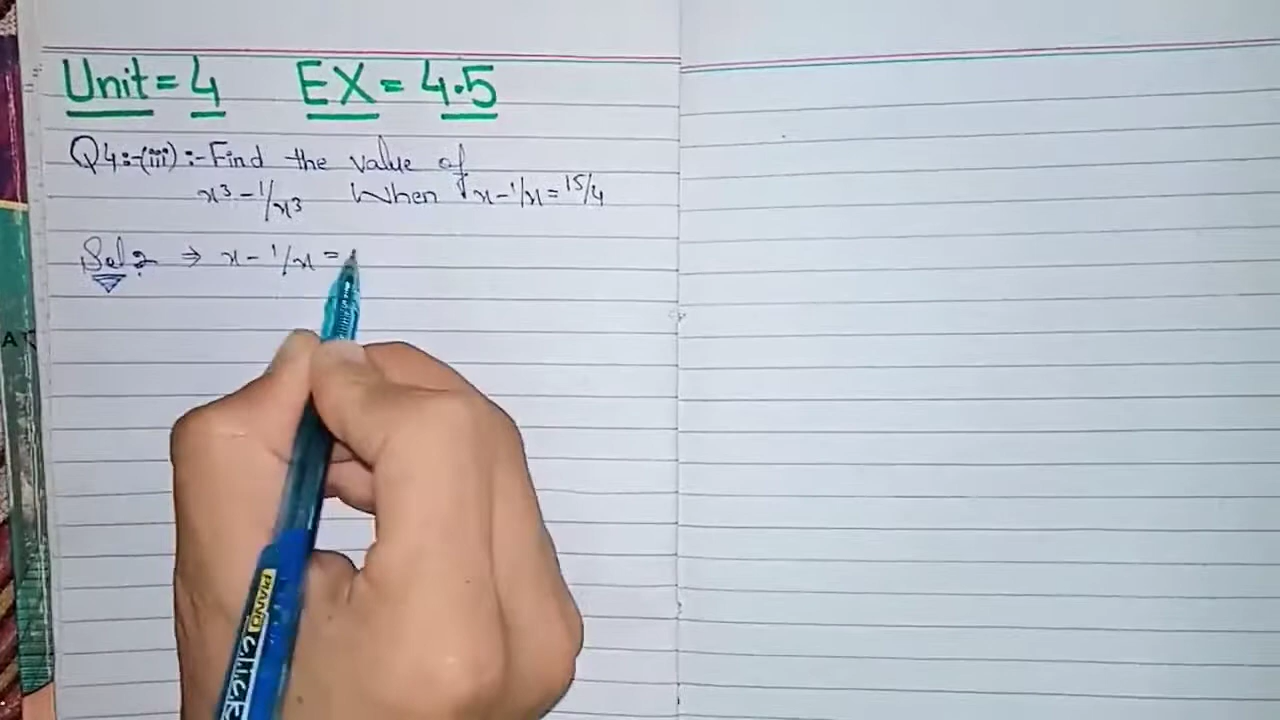 Unit = 4 EX = 4.5
Q4:-(iii):- Find the value of
x³ - 1/x³ When x - 1/x = 15/4
Sol: ⇒ x - 1/x =
PIANO